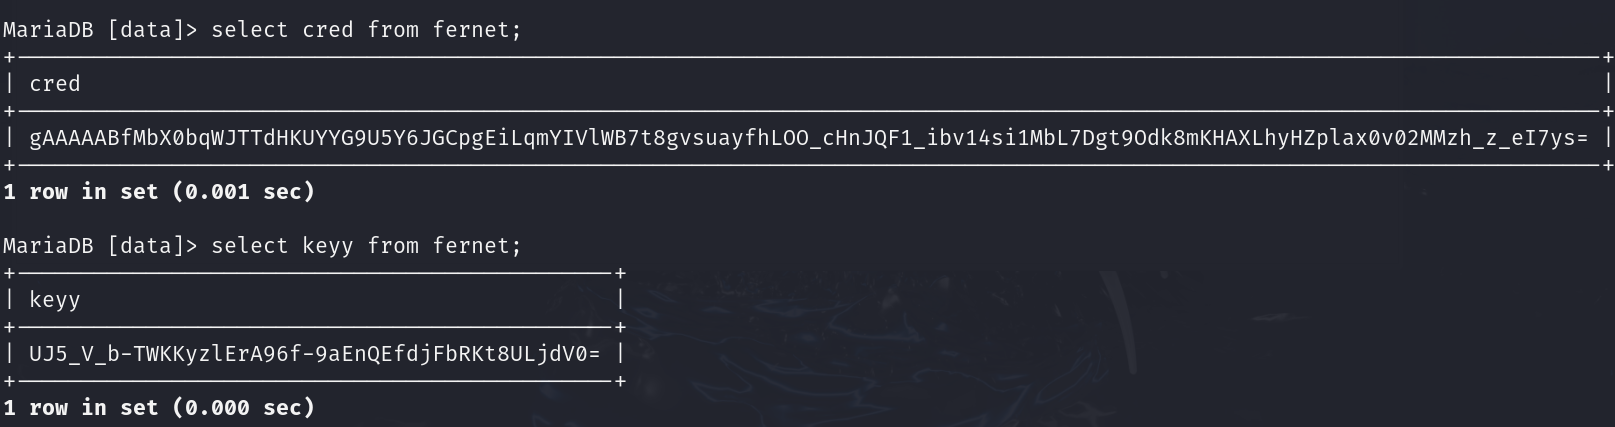 MariaDB [data]> select cred from fernet;
| cred |
| gAAAAABfMbX0bqWJTTdHKUYYG9U5Y6JGCpgEiLqmYIVlWB7t8gvsuayfhLOO_cHnJQF1_ibv14si1MbL7Dgt9Odk8mKHAXLhyHZplax0v02MMzh_z_eI7ys= |
1 row in set (0.001 sec)
MariaDB [data]> select keyy from fernet;
| keyy |
| UJ5_V_b-TWKKyzlErA96f-9aEnQEfdjFbRKt8ULjdV0= |
1 row in set (0.000 sec)